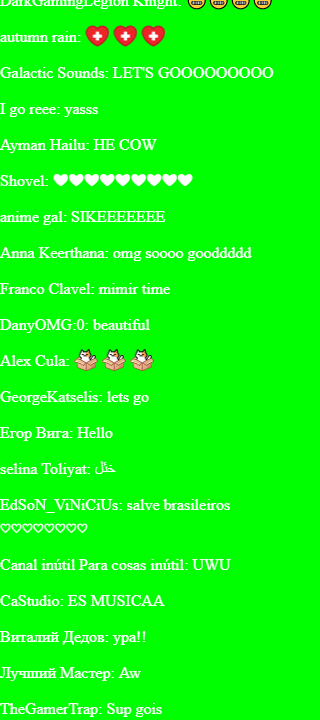 DarkGamingLegion Knight:
autumn rain:
Galactic Sounds: LET'S GOOOOOOOOO
I go reee: yasss
Ayman Hailu: HE COW
Shovel: 🤍🤍🤍🤍🤍🤍🤍🤍🤍
anime gal: SIKEEEEEEE
Anna Keerthana: omg soooo gooddddd
Franco Clavel: mimir time
DanyOMG:0: beautiful
Alex Cula:
GeorgeKatselis: lets go
Егор Вига: Hello
selina Toliyat:
EdSoN_ViNiCiUs: salve brasileiros
♡♡♡♡♡♡♡♡
Canal inútil Para cosas inútil: UWU
CaStudio: ES MUSICAA
Виталий Дедов: ура!!
Лучший Мастер: Aw
TheGamerTrap: Sup gois